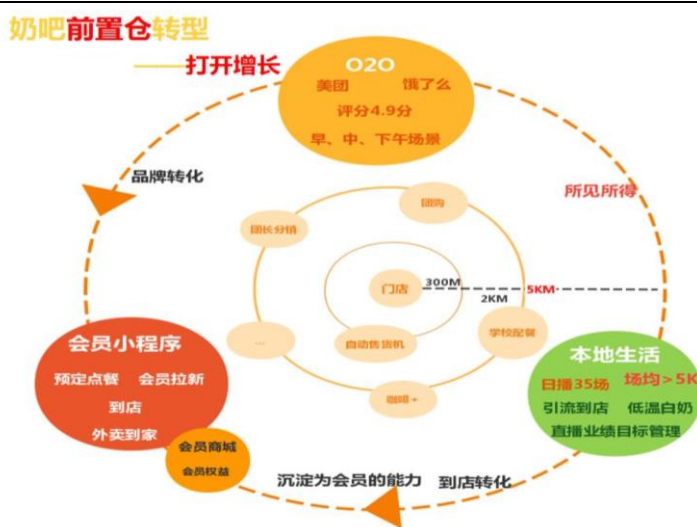 奶吧前置仓转型
——打开增长
O2O
美团 饿了么
评分4.9分
早、中、下午场景
品牌转化
所见所得
团购
团长分销
门店
300M
2KM
5KM
...
自动售货机
学校配餐
咖啡+
会员小程序
预定点餐 会员拉新
到店
外卖到家
会员商城
会员权益
本地生活
日播35场 场均>5K
引流到店 低温白奶
直播业绩目标管理
沉淀为会员的能力 到店转化